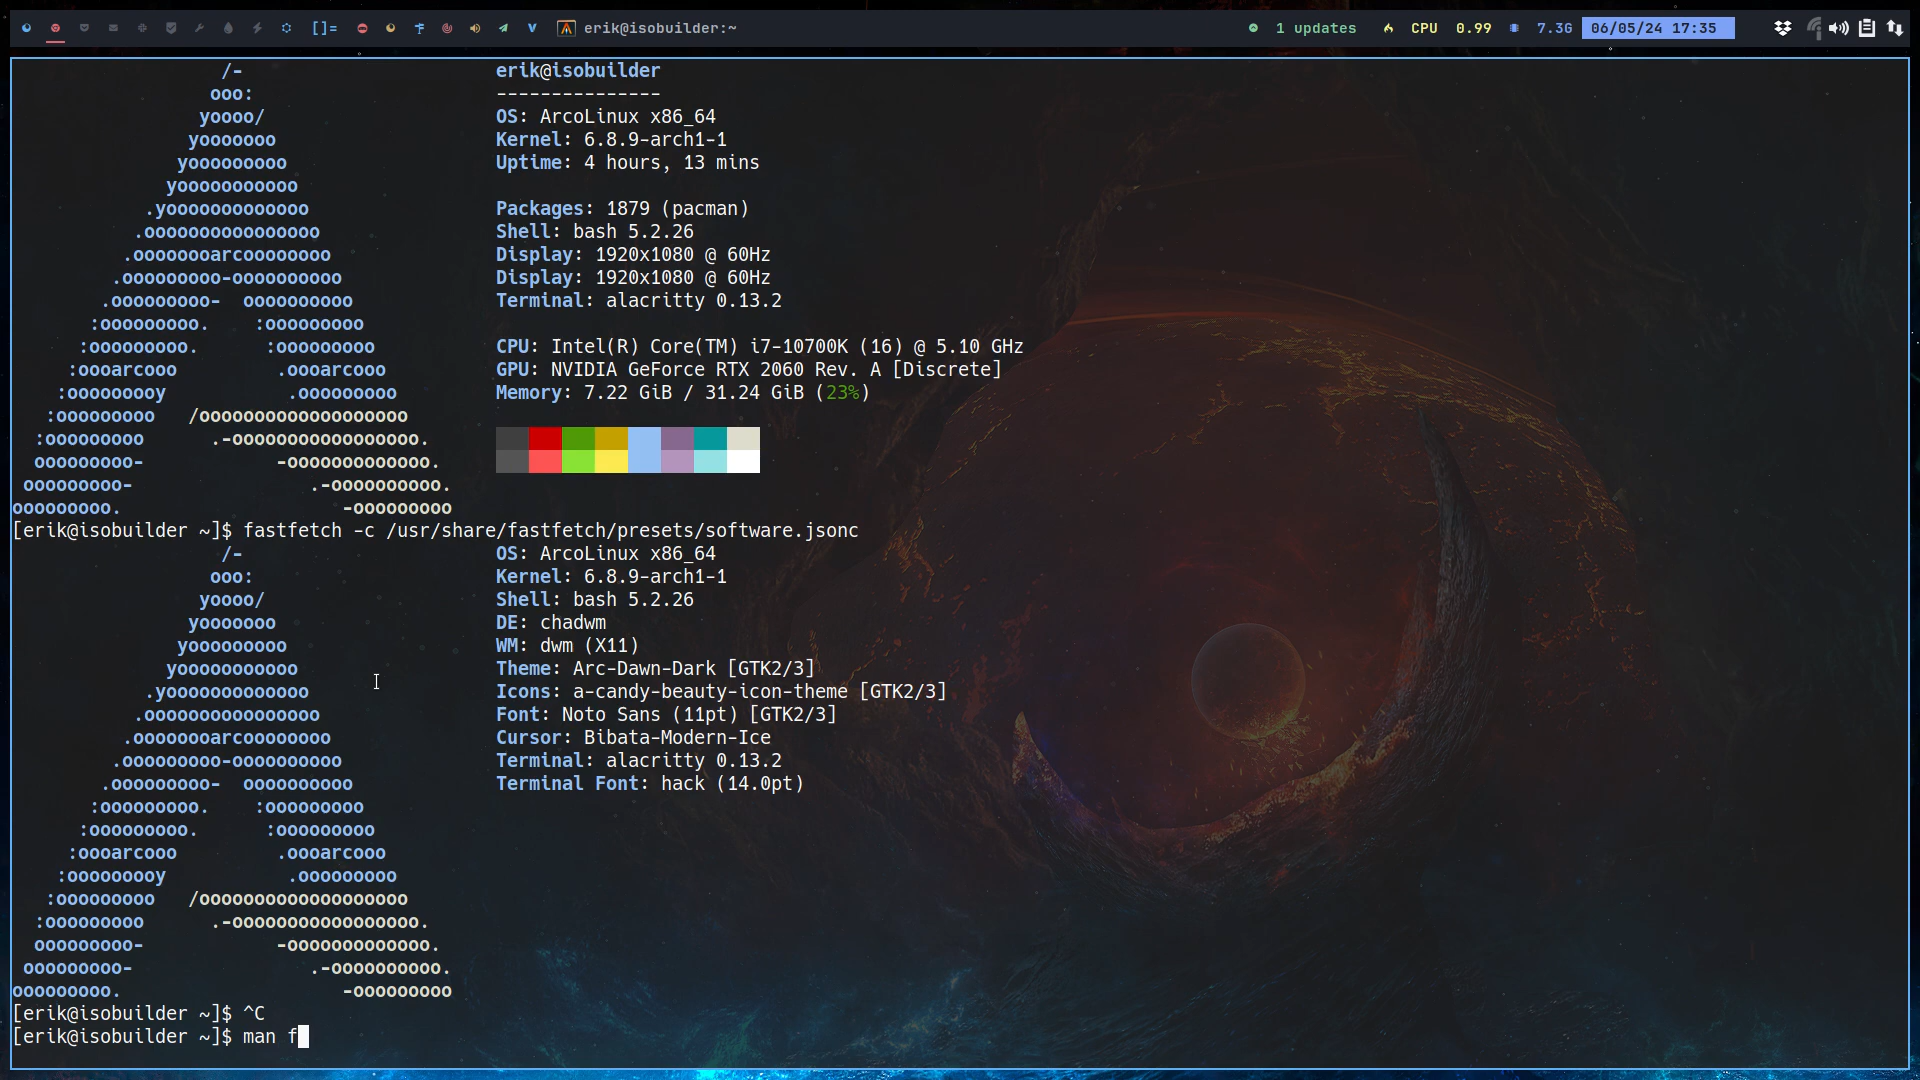 []= V erik@isobuilder:~ 1 updates CPU 0.99 7.3G 06/05/24 17:35
/- erik@isobuilder
ooo: ---------------
yoooo/ OS: ArcoLinux x86_64
yooooooo Kernel: 6.8.9-arch1-1
yooooooooo Uptime: 4 hours, 13 mins
yooooooooooo
.yooooooooooooo Packages: 1879 (pacman)
.oooooooooooooooo Shell: bash 5.2.26
.oooooooarcoooooooo Display: 1920x1080 @ 60Hz
.ooooooooo-oooooooooo Display: 1920x1080 @ 60Hz
.ooooooooo-  oooooooooo Terminal: alacritty 0.13.2
:ooooooooo.    :ooooooooo
:ooooooooo.      :ooooooooo CPU: Intel(R) Core(TM) i7-10700K (16) @ 5.10 GHz
:oooarcooo         .oooarcooo GPU: NVIDIA GeForce RTX 2060 Rev. A [Discrete]
:ooooooooy           .ooooooooo Memory: 7.22 GiB / 31.24 GiB (23%)
:ooooooooo   /ooooooooooooooooooo
:ooooooooo      .-ooooooooooooooooo.
ooooooooo-            -ooooooooooooo.
ooooooooo-                .-oooooooooo.
ooooooooo.                    -ooooooooo
[erik@isobuilder ~]$ fastfetch -c /usr/share/fastfetch/presets/software.jsonc
/- OS: ArcoLinux x86_64
ooo: Kernel: 6.8.9-arch1-1
yoooo/ Shell: bash 5.2.26
yooooooo DE: chadwm
yooooooooo WM: dwm (X11)
yooooooooooo Theme: Arc-Dawn-Dark [GTK2/3]
.yooooooooooooo Icons: a-candy-beauty-icon-theme [GTK2/3]
.oooooooooooooooo Font: Noto Sans (11pt) [GTK2/3]
.oooooooarcoooooooo Cursor: Bibata-Modern-Ice
.ooooooooo-oooooooooo Terminal: alacritty 0.13.2
.ooooooooo-  oooooooooo Terminal Font: hack (14.0pt)
:ooooooooo.    :ooooooooo
:ooooooooo.      :ooooooooo
:oooarcooo         .oooarcooo
:ooooooooy           .ooooooooo
:ooooooooo   /ooooooooooooooooooo
:ooooooooo      .-ooooooooooooooooo.
ooooooooo-            -ooooooooooooo.
ooooooooo-                .-oooooooooo.
ooooooooo.                    -ooooooooo
[erik@isobuilder ~]$ ^C
[erik@isobuilder ~]$ man f